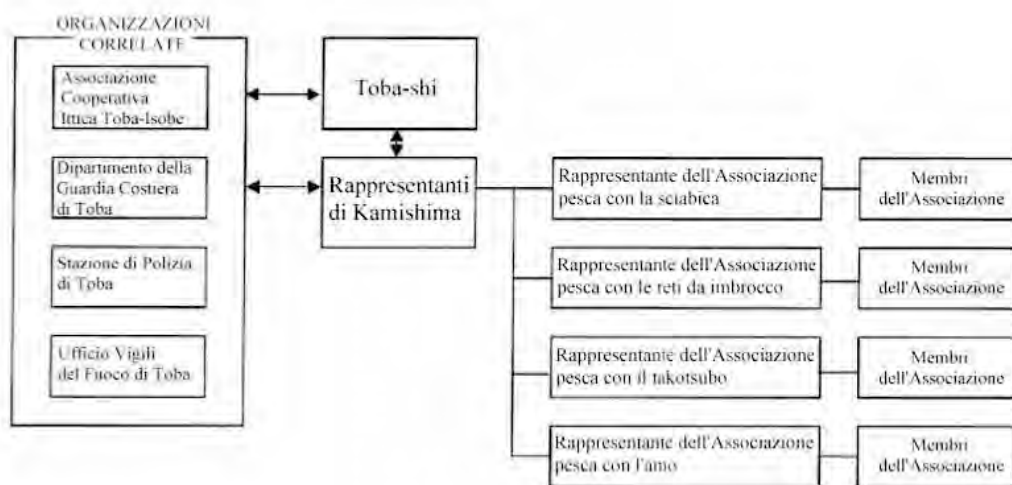 ORGANIZZAZIONI
CORRELATE
Associazione
Cooperativa
Ittica Toba-Isobe
Dipartimento della
Guardia Costiera
di Toba
Stazione di Polizia
di Toba
Ufficio Vigili
del Fuoco di Toba
Toba-shi
Rappresentanti
di Kamishima
Rappresentante dell'Associazione
pesca con la sciabica
Membri
dell'Associazione
Rappresentante dell'Associazione
pesca con le reti da imbrocco
Membri
dell'Associazione
Rappresentante dell'Associazione
pesca con il takotsubo
Membri
dell'Associazione
Rappresentante dell'Associazione
pesca con l'amo
Membri
dell'Associazione